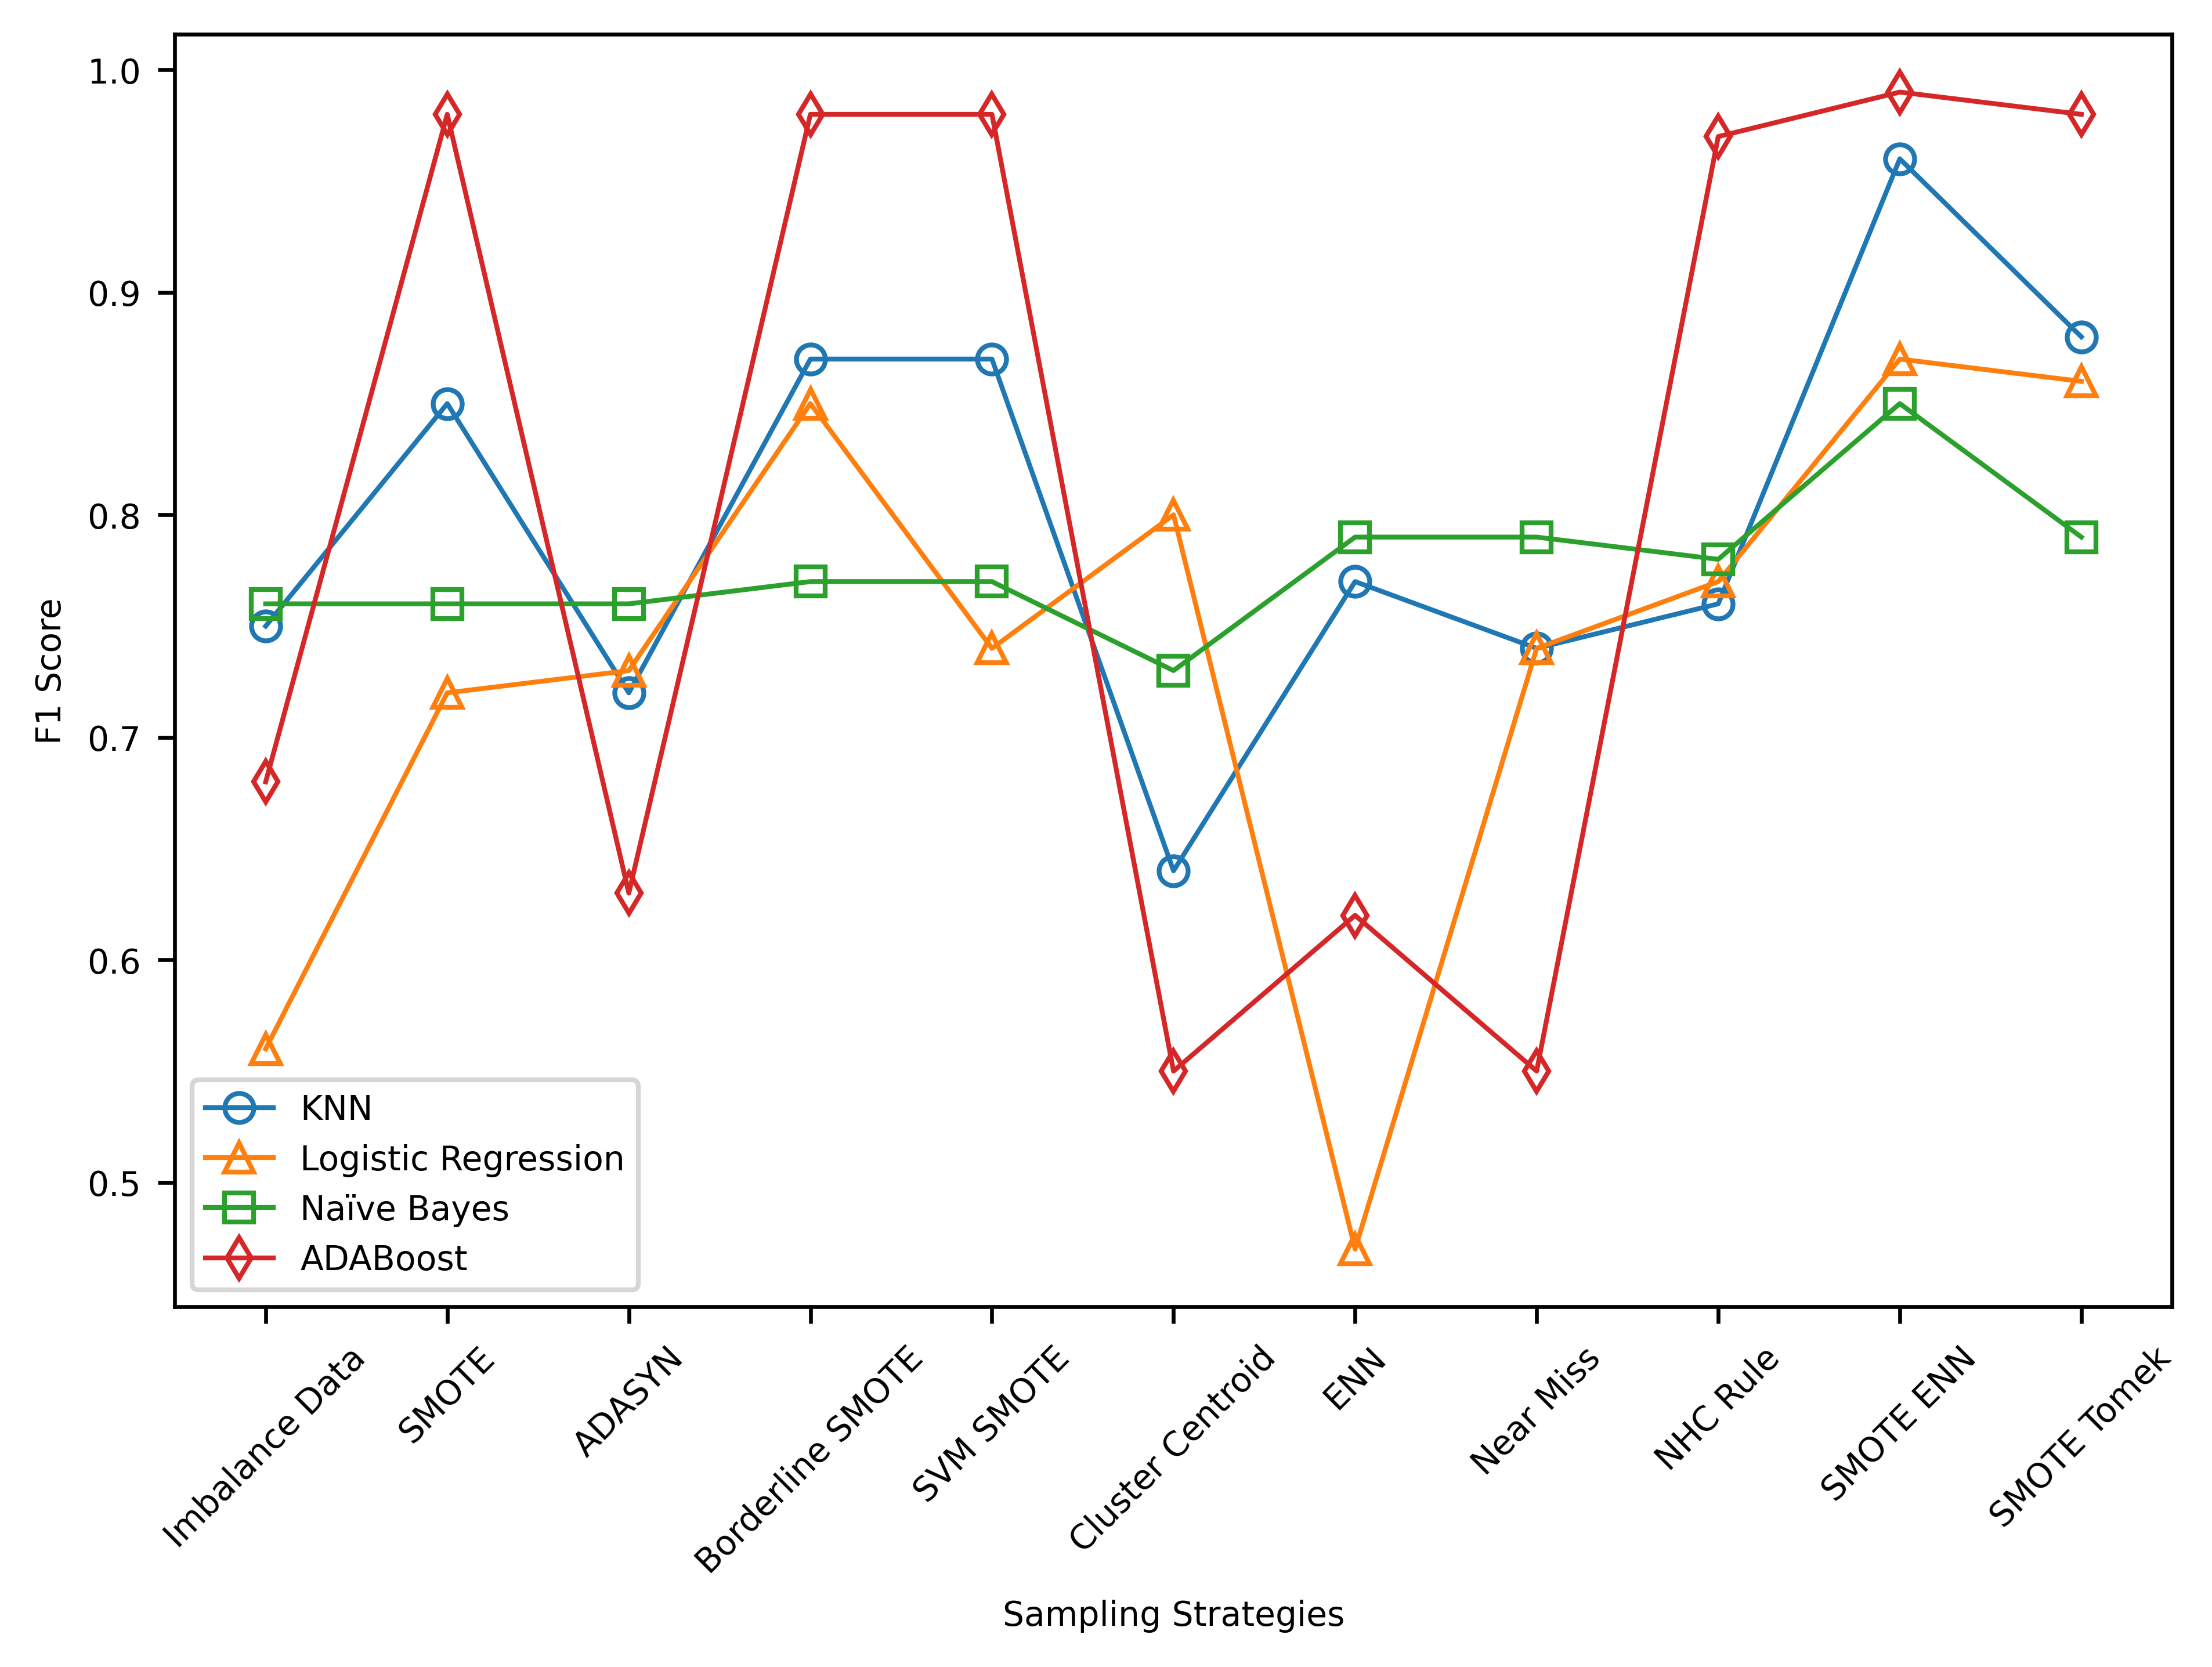 1.0
0.9
0.8
0.7
0.6
0.5
F1 Score
KNN
Logistic Regression
Naïve Bayes
ADABoost
Imbalance Data
SMOTE
ADASYN
Borderline SMOTE
SVM SMOTE
Cluster Centroid
ENN
Near Miss
NHC Rule
SMOTE ENN
SMOTE Tomek
Sampling Strategies